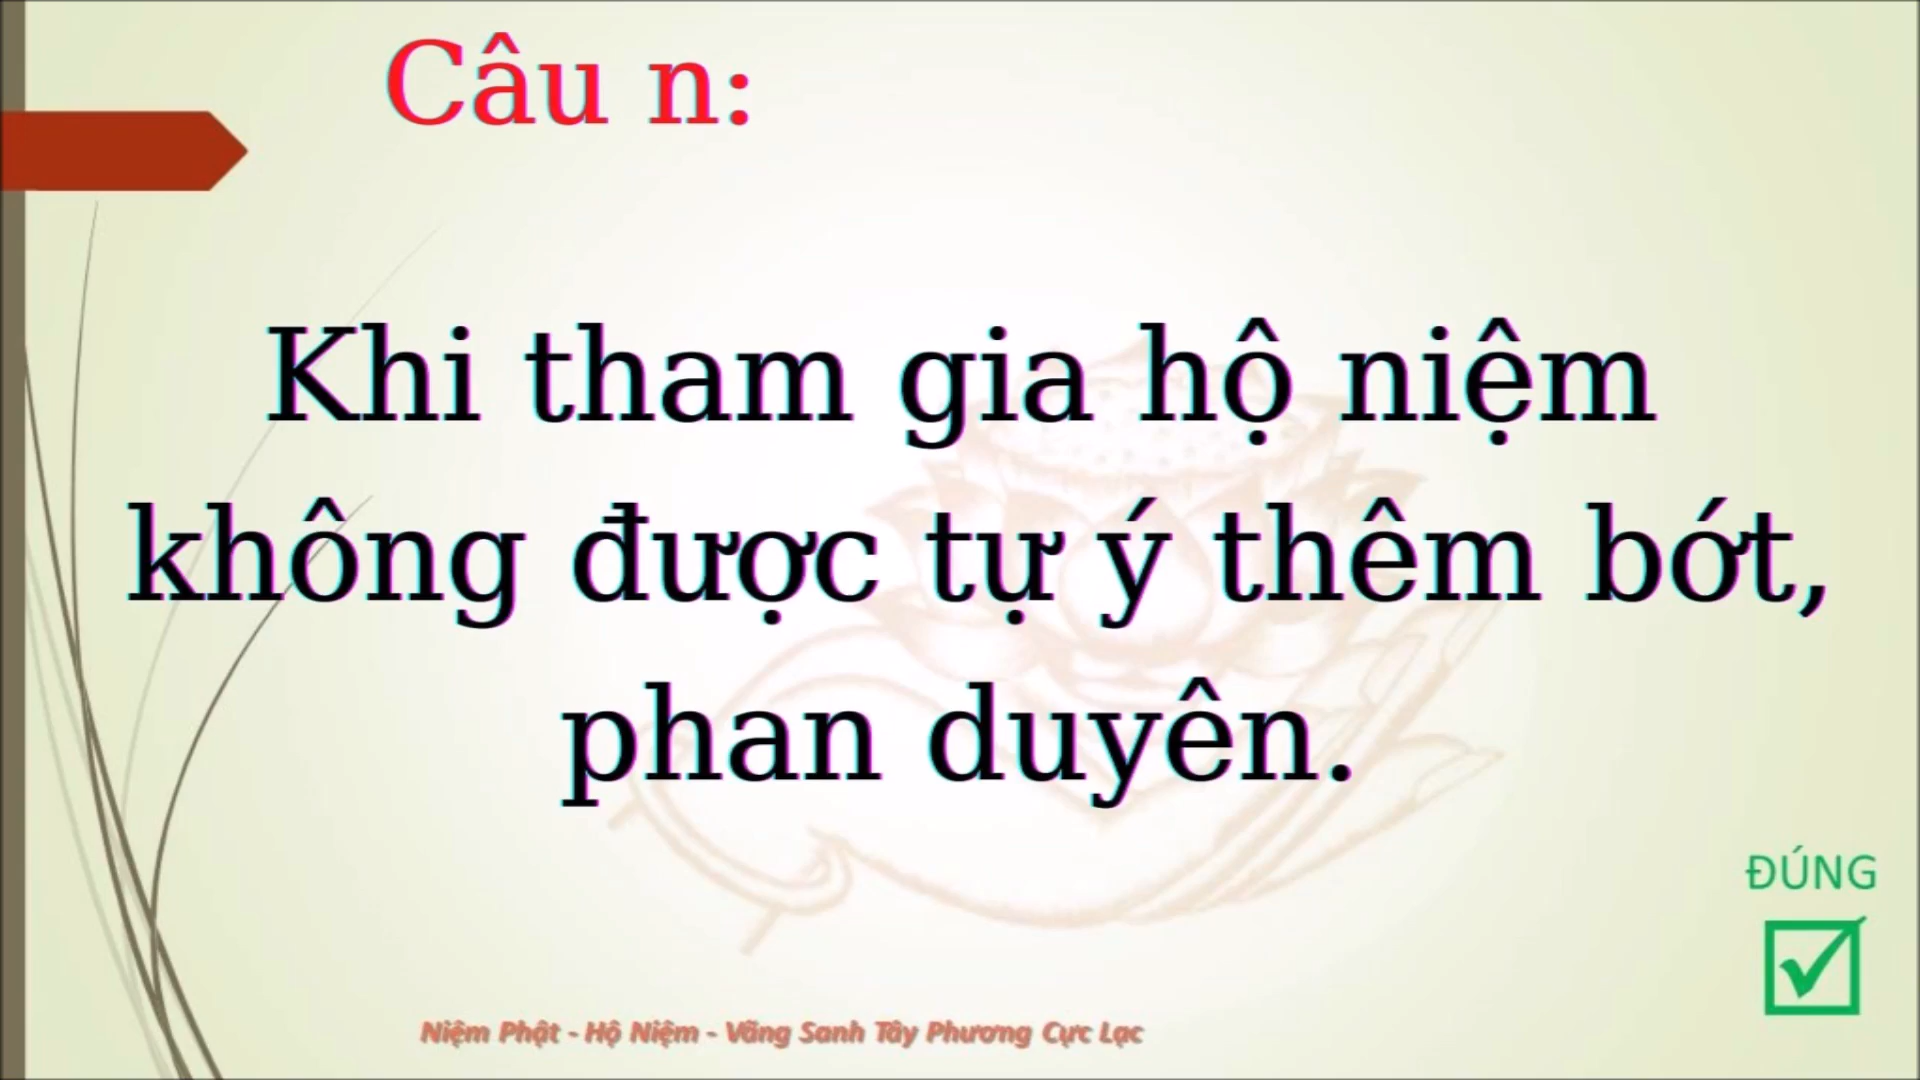 Câu n:
Khi tham gia hộ niệm
không được tự ý thêm bớt,
phan duyên.
ĐÚNG
Niệm Phật - Hộ Niệm - Vãng Sanh Tây Phương Cực Lạc